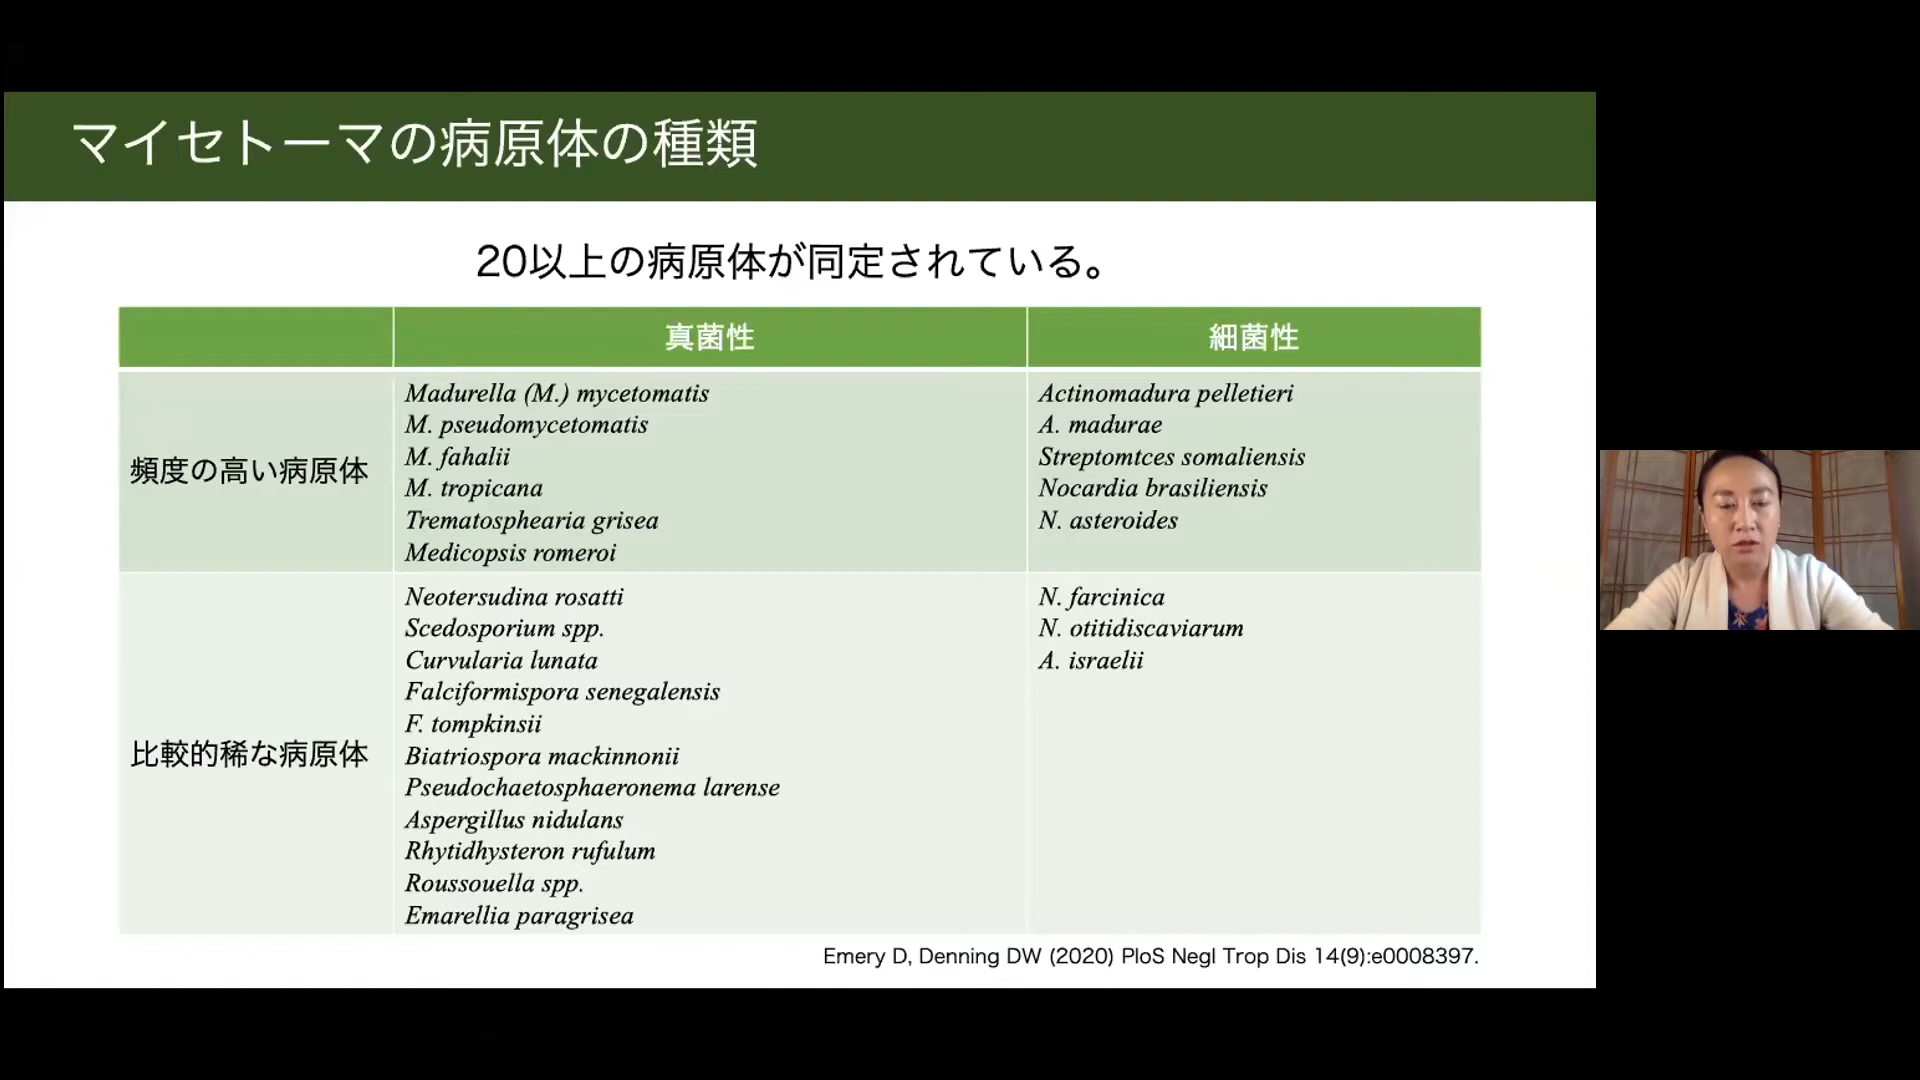 マイセトーマの病原体の種類
20以上の病原体が同定されている。
真菌性 細菌性
頻度の高い病原体
Madurella (M.) mycetomatis
M. pseudomycetomatis
M. fahalii
M. tropicana
Trematosphearia grisea
Medicopsis romeroi
Actinomadura pelletieri
A. madurae
Streptomtces somaliensis
Nocardia brasiliensis
N. asteroides
比較的稀な病原体
Neotersudina rosatti
Scedosporium spp.
Curvularia lunata
Falciformispora senegalensis
F. tompkinsii
Biatriospora mackinnonii
Pseudochaetosphaeronema larense
Aspergillus nidulans
Rhytidhysteron rufulum
Roussouella spp.
Emarellia paragrisea
N. farcinica
N. otitidiscaviarum
A. israelii
Emery D, Denning DW (2020) PloS Negl Trop Dis 14(9):e0008397.